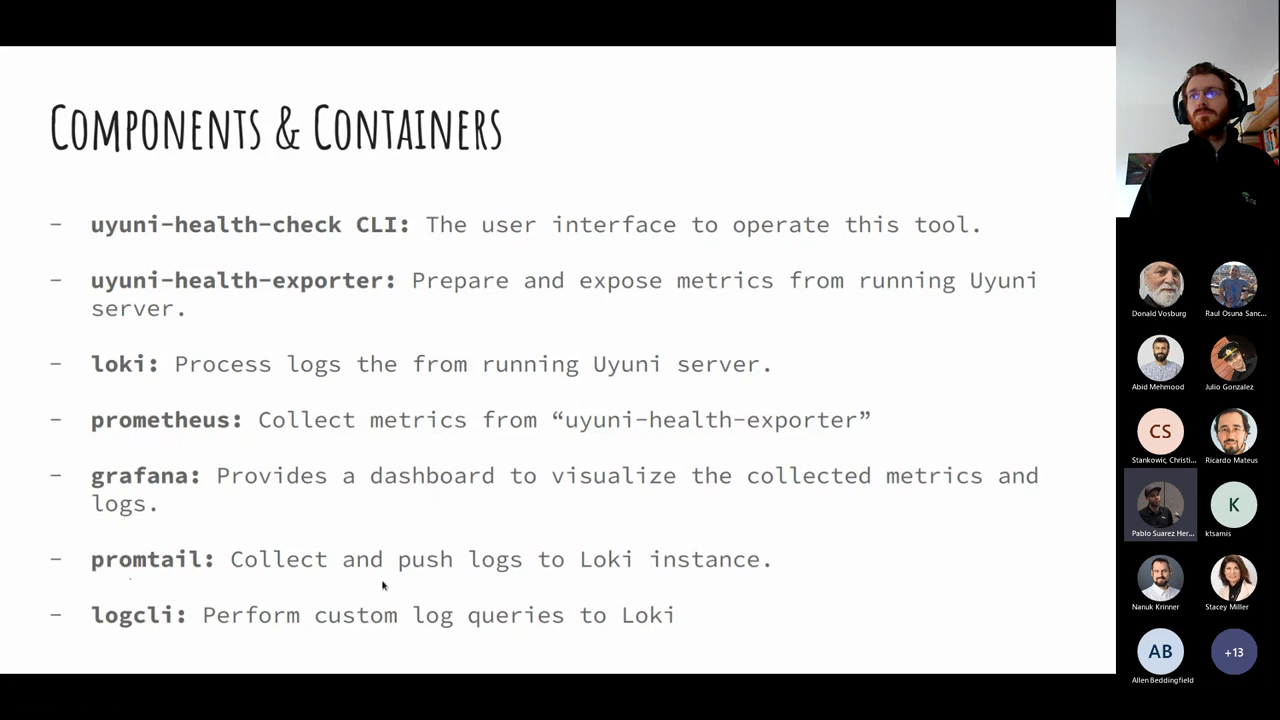 Components & Containers
- uyuni-health-check CLI: The user interface to operate this tool.
- uyuni-health-exporter: Prepare and expose metrics from running Uyuni
server.
- loki: Process logs the from running Uyuni server.
- prometheus: Collect metrics from “uyuni-health-exporter”
- grafana: Provides a dashboard to visualize the collected metrics and
logs.
- promtail: Collect and push logs to Loki instance.
- logcli: Perform custom log queries to Loki
Donald Vosburg
Raul Osuna Sanc...
Abid Mehmood
Julio Gonzalez
CS
Stankowic, Christi...
Ricardo Mateus
Pablo Suarez Her...
K
ktsamis
Nanuk Krinner
Stacey Miller
AB
Allen Beddingfield
+13